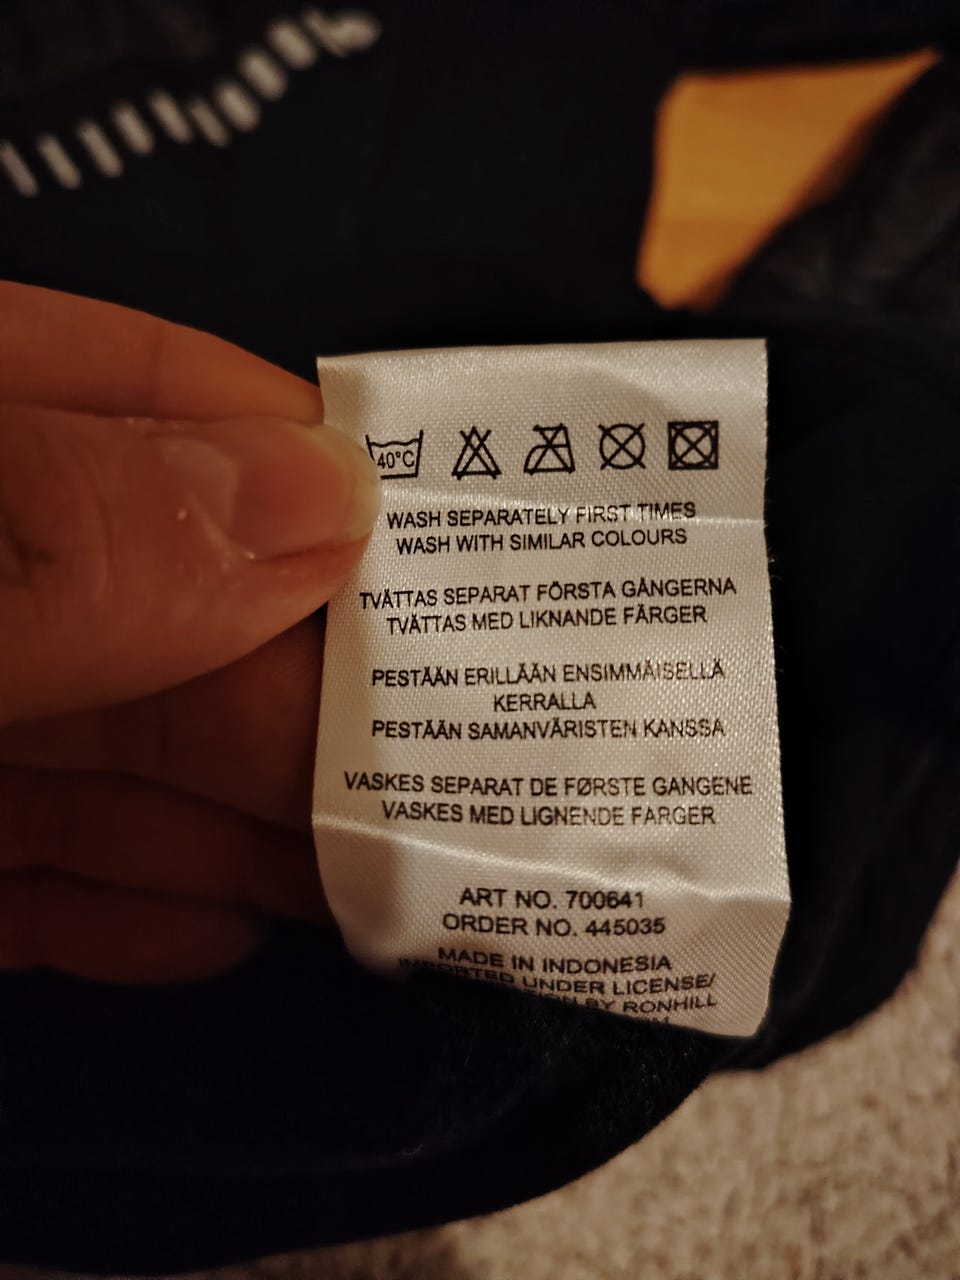 40°C
WASH SEPARATELY FIRST TIMES
WASH WITH SIMILAR COLOURS
TVÄTTAS SEPARAT FÖRSTA GÅNGERNA
TVÄTTAS MED LIKNANDE FÄRGER
PESTÄÄN ERILLÄÄN ENSIMMÄISELLÄ
KERRALLA
PESTÄÄN SAMANVÄRISTEN KANSSA
VASKES SEPARAT DE FØRSTE GANGENE
VASKES MED LIGNENDE FARGER
ART NO. 700641
ORDER NO. 445035
MADE IN INDONESIA
IMPORTED UNDER LICENSE/
BY RONHILL